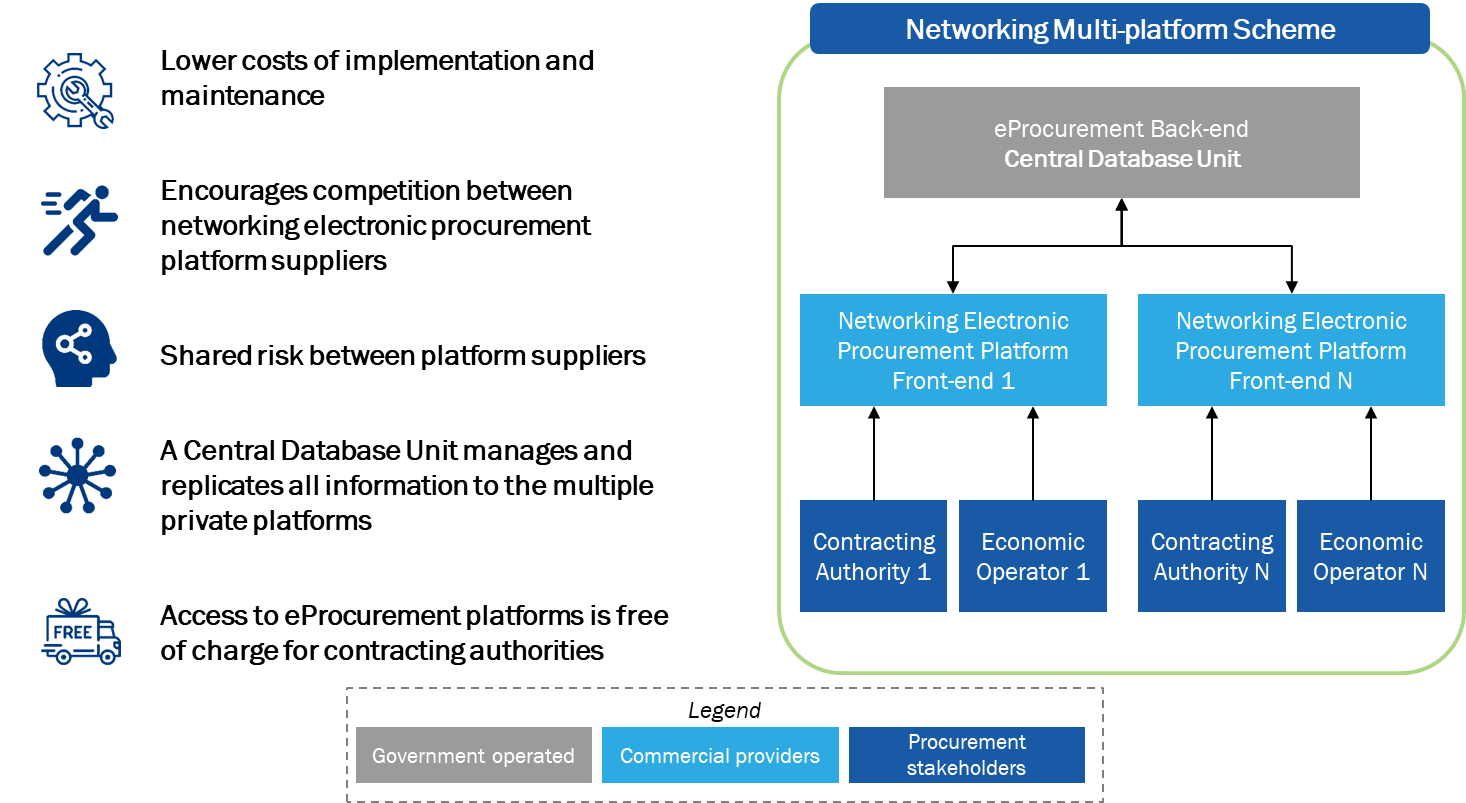 Lower costs of implementation and
maintenance
Encourages competition between
networking electronic procurement
platform suppliers
Shared risk between platform suppliers
A Central Database Unit manages and
replicates all information to the multiple
private platforms
FREE
Access to eProcurement platforms is free
of charge for contracting authorities
Networking Multi-platform Scheme
eProcurement Back-end
Central Database Unit
Networking Electronic
Procurement Platform
Front-end 1
Networking Electronic
Procurement Platform
Front-end N
Contracting
Authority 1
Economic
Operator 1
Contracting
Authority N
Economic
Operator N
Legend
Government operated
Commercial providers
Procurement
stakeholders